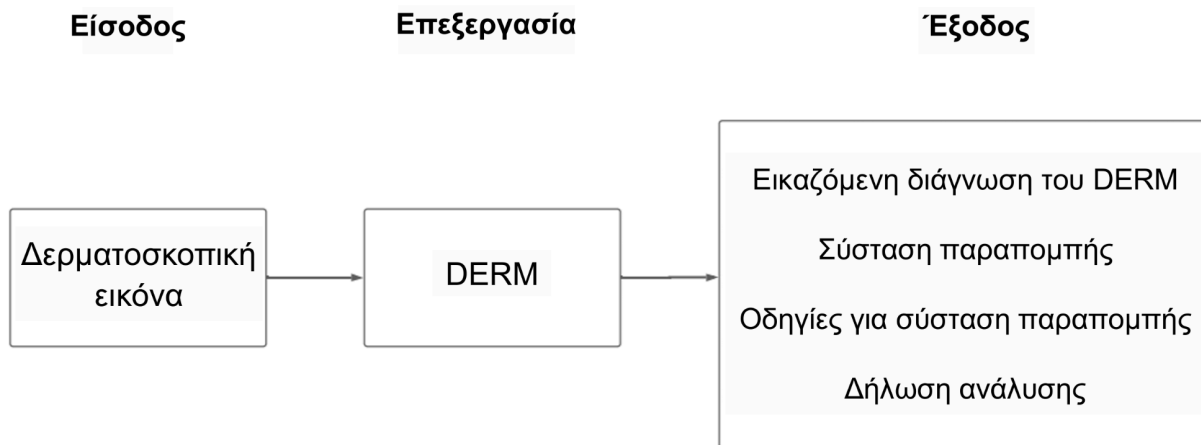 Είσοδος
Επεξεργασία
Έξοδος
Δερματοσκοπική
εικόνα
DERM
Εικαζόμενη διάγνωση του DERM
Σύσταση παραπομπής
Οδηγίες για σύσταση παραπομπής
Δήλωση ανάλυσης